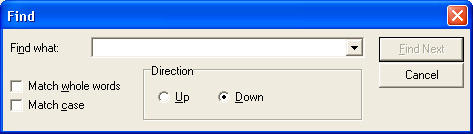 Find
Find what:
Find Next
Cancel
Match whole words
Match case
Direction
Up
Down